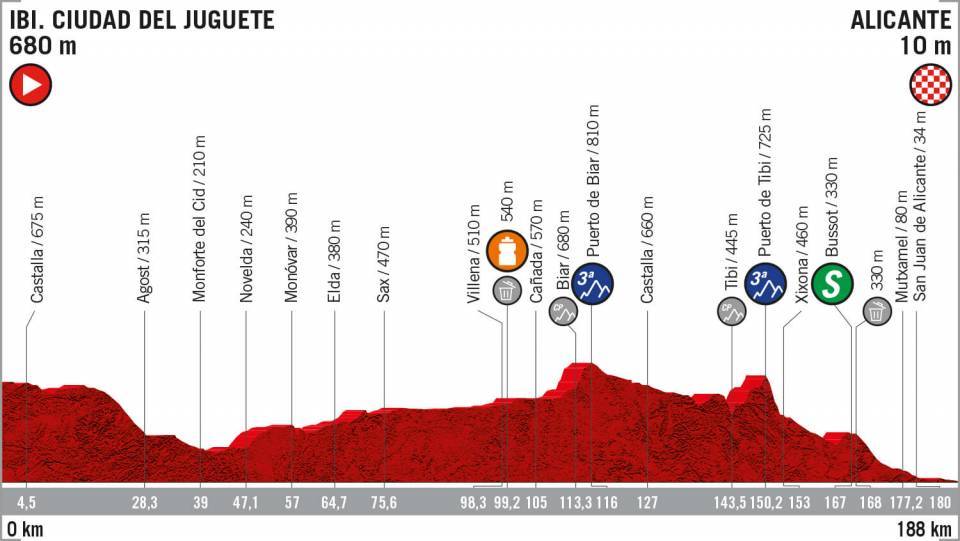 IBI. CIUDAD DEL JUGUETE
680 m
ALICANTE
10 m
Castalla / 675 m
Agost / 315 m
Monforte del Cid / 210 m
Novelda / 240 m
Monóvar / 390 m
Elda / 380 m
Sax / 470 m
Villena / 510 m
540 m
Cañada / 570 m
Biar / 680 m
CP
Puerto de Biar / 810 m
3ª
Castalla / 660 m
Tibi / 445 m
CP
Puerto de Tibi / 725 m
3ª
Xixona / 460 m
Bussot / 330 m
S
330 m
Mutxamel / 80 m
San Juan de Alicante / 34 m
4,5 28,3 39 47,1 57 64,7 75,6 98,3 99,2 105 113,3 116 127 143,5 150,2 153 167 168 177,2 180
0 km
188 km